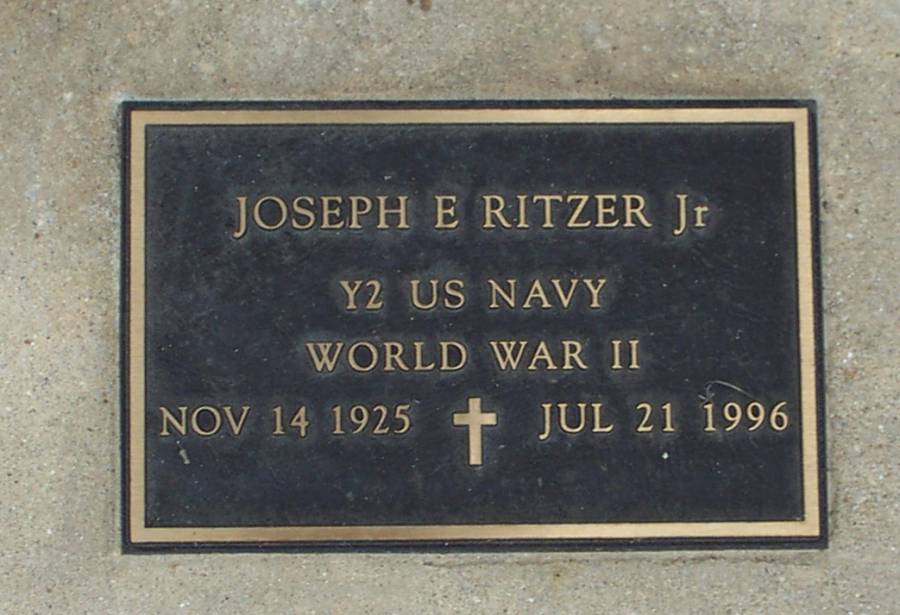 JOSEPH E RITZER Jr
Y2 US NAVY
WORLD WAR II
NOV 14 1925 JUL 21 1996